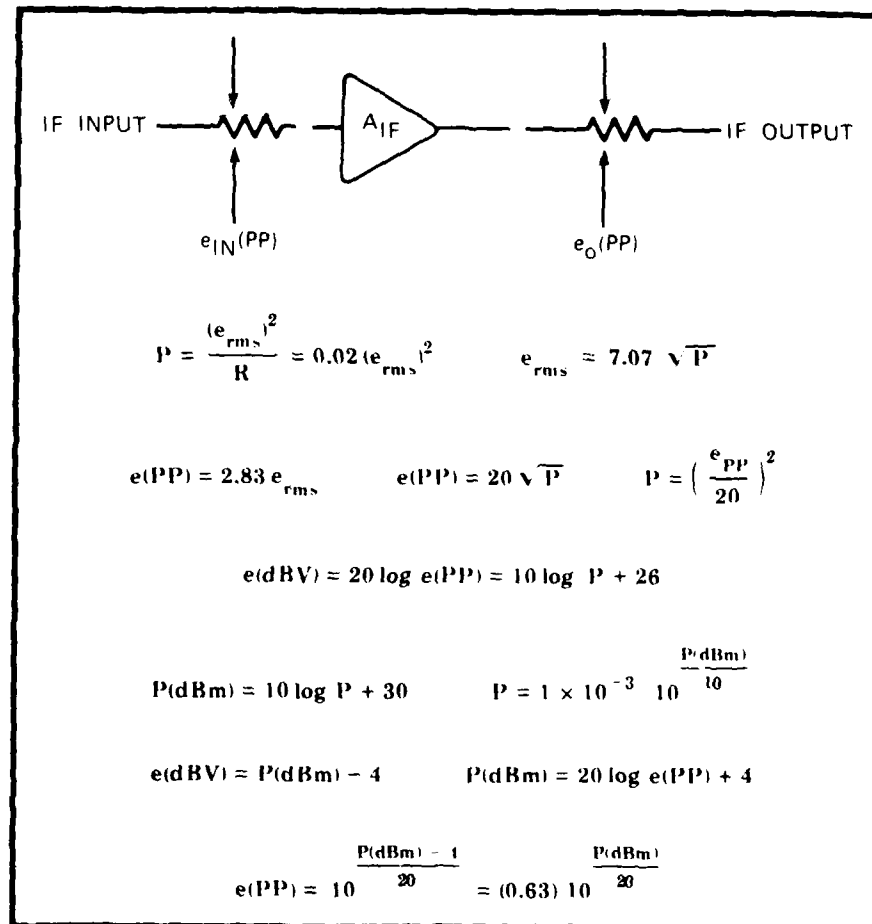 IF INPUT A_IF IF OUTPUT
e_IN(PP) e_o(PP)
P = (e_rms)² / R = 0.02 (e_rms)² e_rms = 7.07 √P
e(PP) = 2.83 e_rms e(PP) = 20 √P P = (e_PP / 20)²
e(dBV) = 20 log e(PP) = 10 log P + 26
P(dBm) = 10 log P + 30 P = 1 × 10^-3 10^(P(dBm)/10)
e(dBV) = P(dBm) – 4 P(dBm) = 20 log e(PP) + 4
e(PP) = 10^((P(dBm) – 4)/20) = (0.63) 10^(P(dBm)/20)